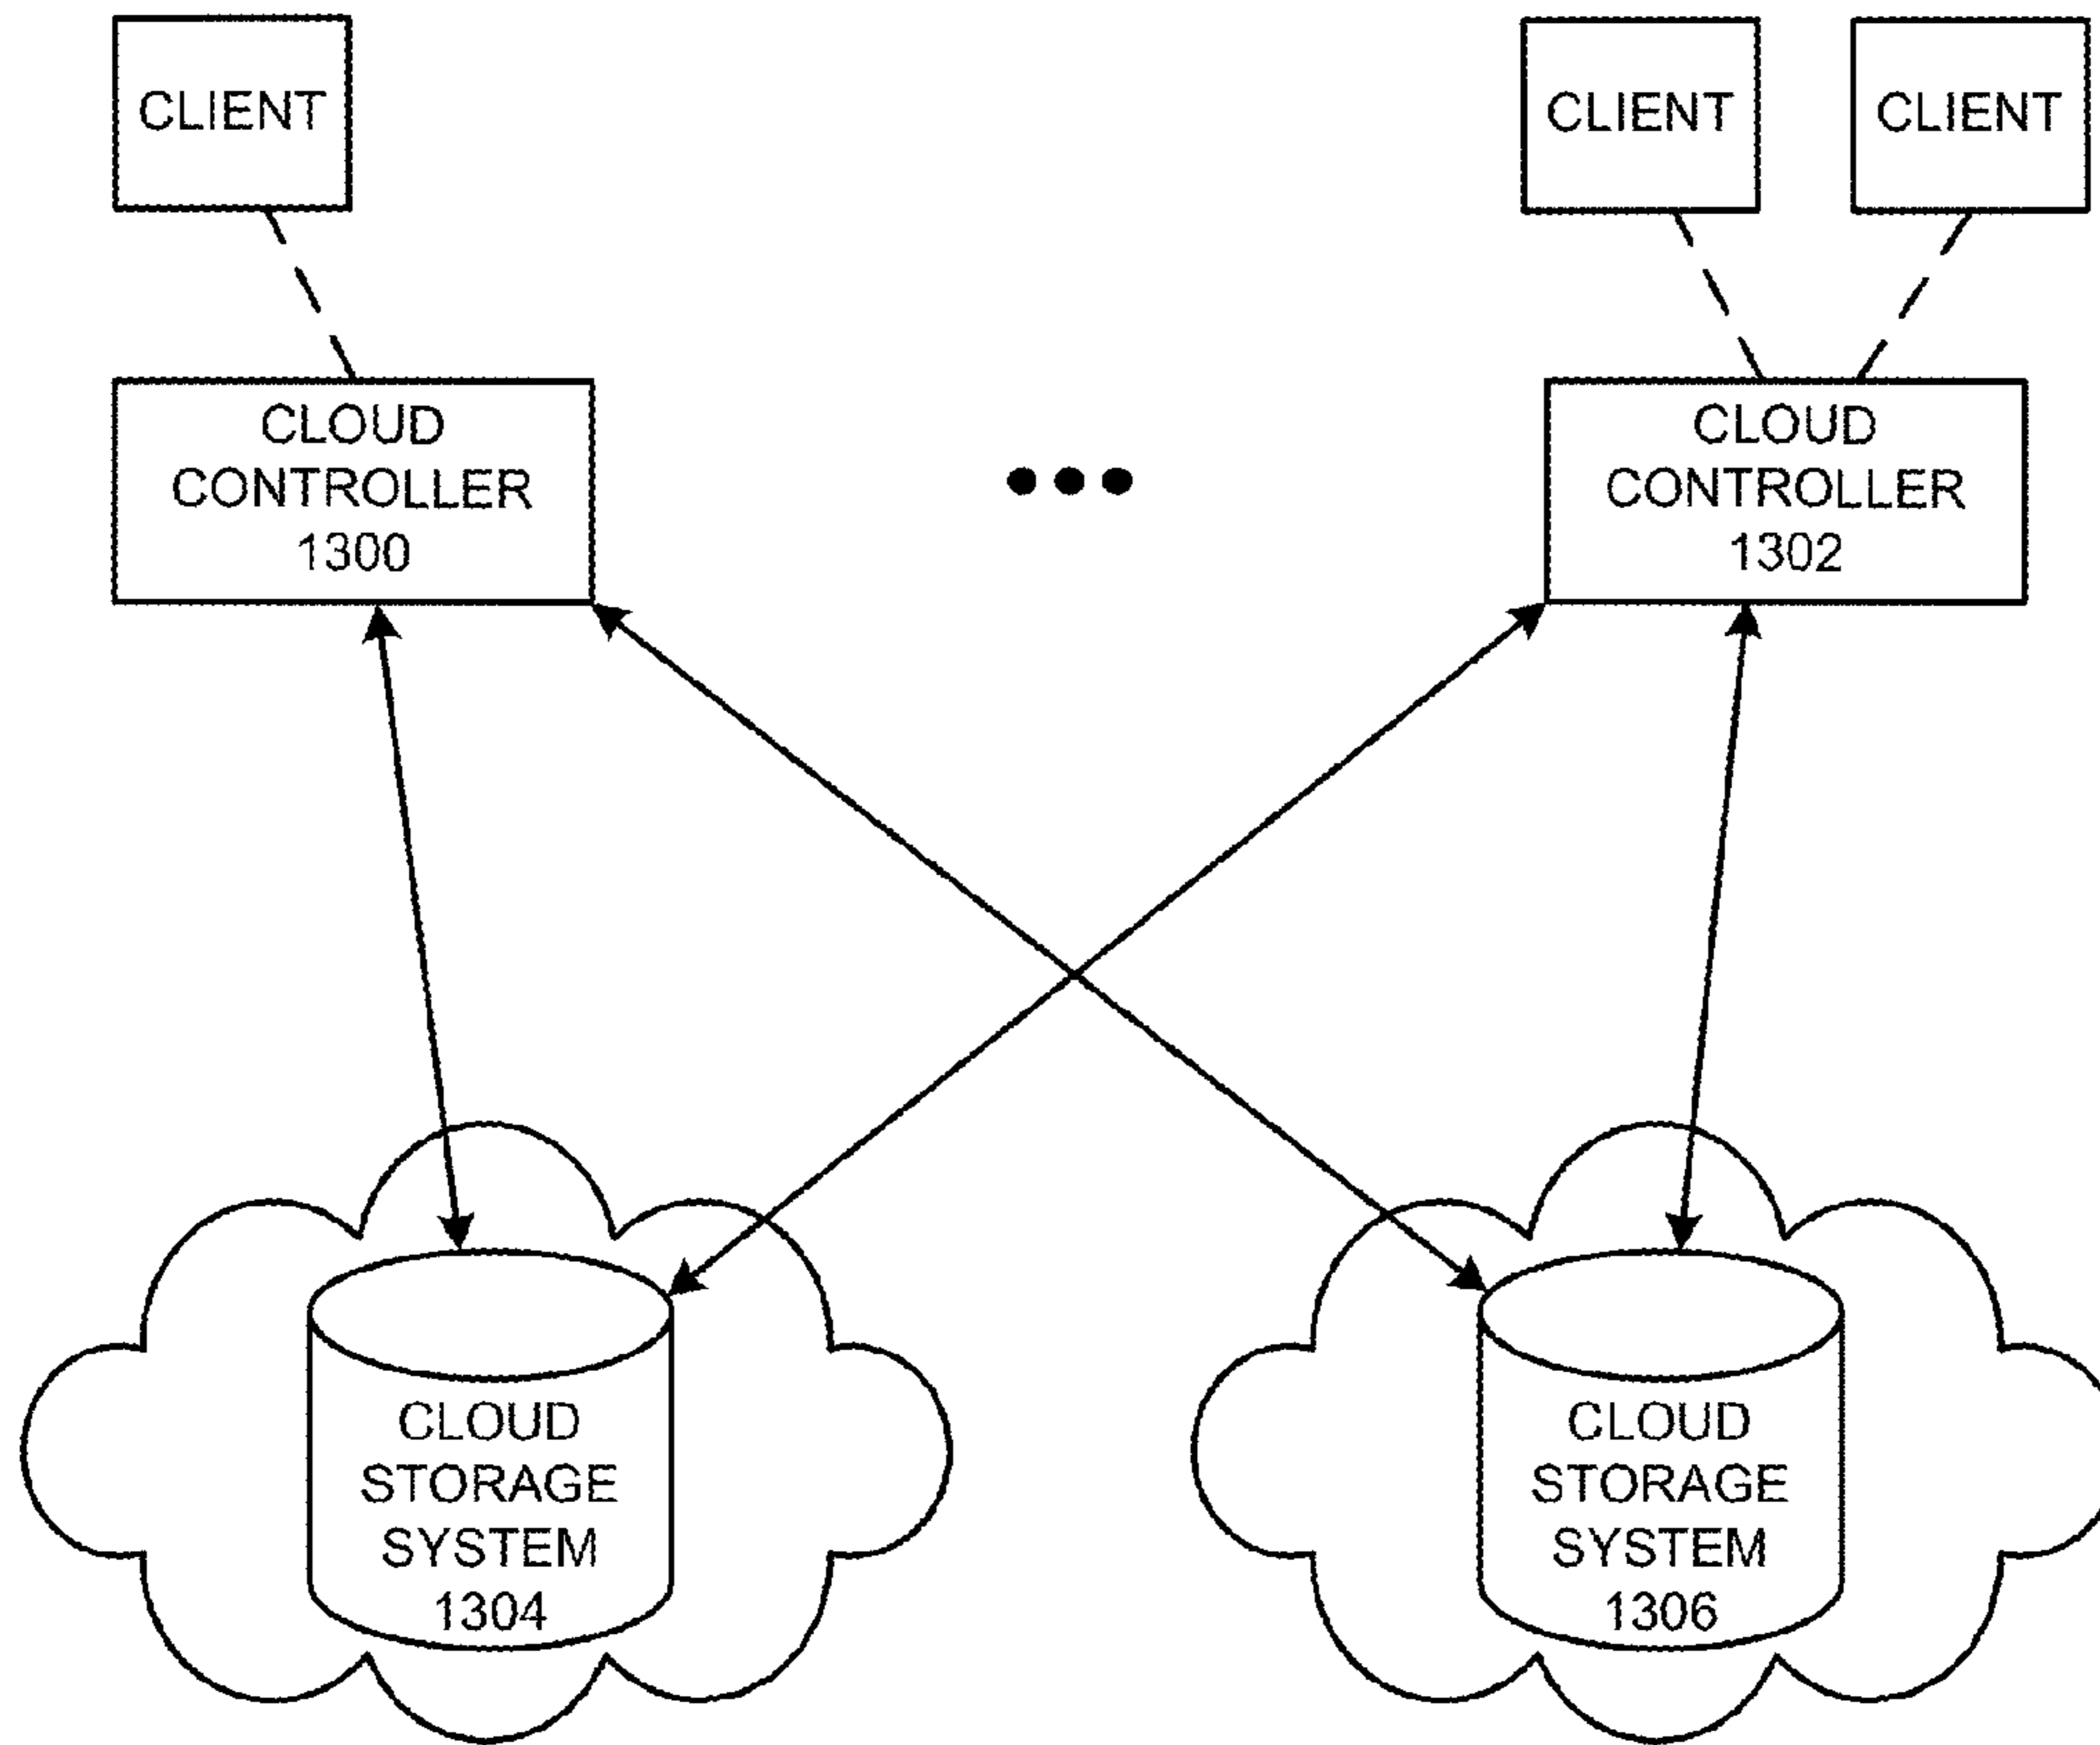 CLIENT
CLIENT
CLIENT
CLOUD
CONTROLLER
1300
CLOUD
CONTROLLER
1302
CLOUD
STORAGE
SYSTEM
1304
CLOUD
STORAGE
SYSTEM
1306